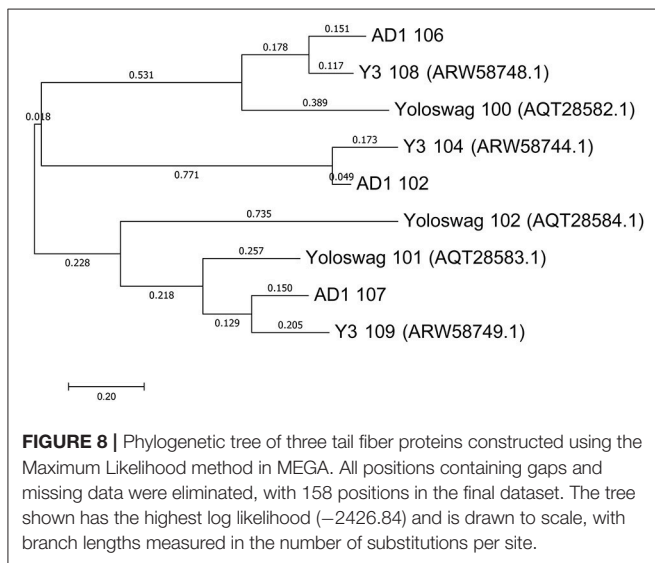 0.151
AD1 106
0.178
0.117
Y3 108 (ARW58748.1)
0.531
0.389
Yoloswag 100 (AQT28582.1)
0.018
0.173
Y3 104 (ARW58744.1)
0.771
0.049
AD1 102
0.735
Yoloswag 102 (AQT28584.1)
0.228
0.257
Yoloswag 101 (AQT28583.1)
0.218
0.150
AD1 107
0.129
0.205
Y3 109 (ARW58749.1)
0.20
FIGURE 8 | Phylogenetic tree of three tail fiber proteins constructed using the
Maximum Likelihood method in MEGA. All positions containing gaps and
missing data were eliminated, with 158 positions in the final dataset. The tree
shown has the highest log likelihood (−2426.84) and is drawn to scale, with
branch lengths measured in the number of substitutions per site.